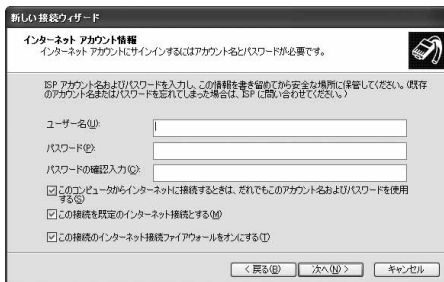 新しい接続ウィザード
インターネット アカウント情報
インターネット アカウントにサインインするにはアカウント名とパスワードが必要です。
ISP アカウント名およびパスワードを入力し、この情報を書き留めてから安全な場所に保管してください。(既存
のアカウント名またはパスワードを忘れてしまった場合は、ISP に問い合わせてください。)
ユーザー名(U):
パスワード(P):
パスワードの確認入力(C):
このコンピュータからインターネットに接続するときは、だれでもこのアカウント名およびパスワードを使用
する(S)
この接続を既定のインターネット接続とする(M)
この接続のインターネット接続ファイアウォールをオンにする(T)
< 戻る(B)
次へ(N) >
キャンセル